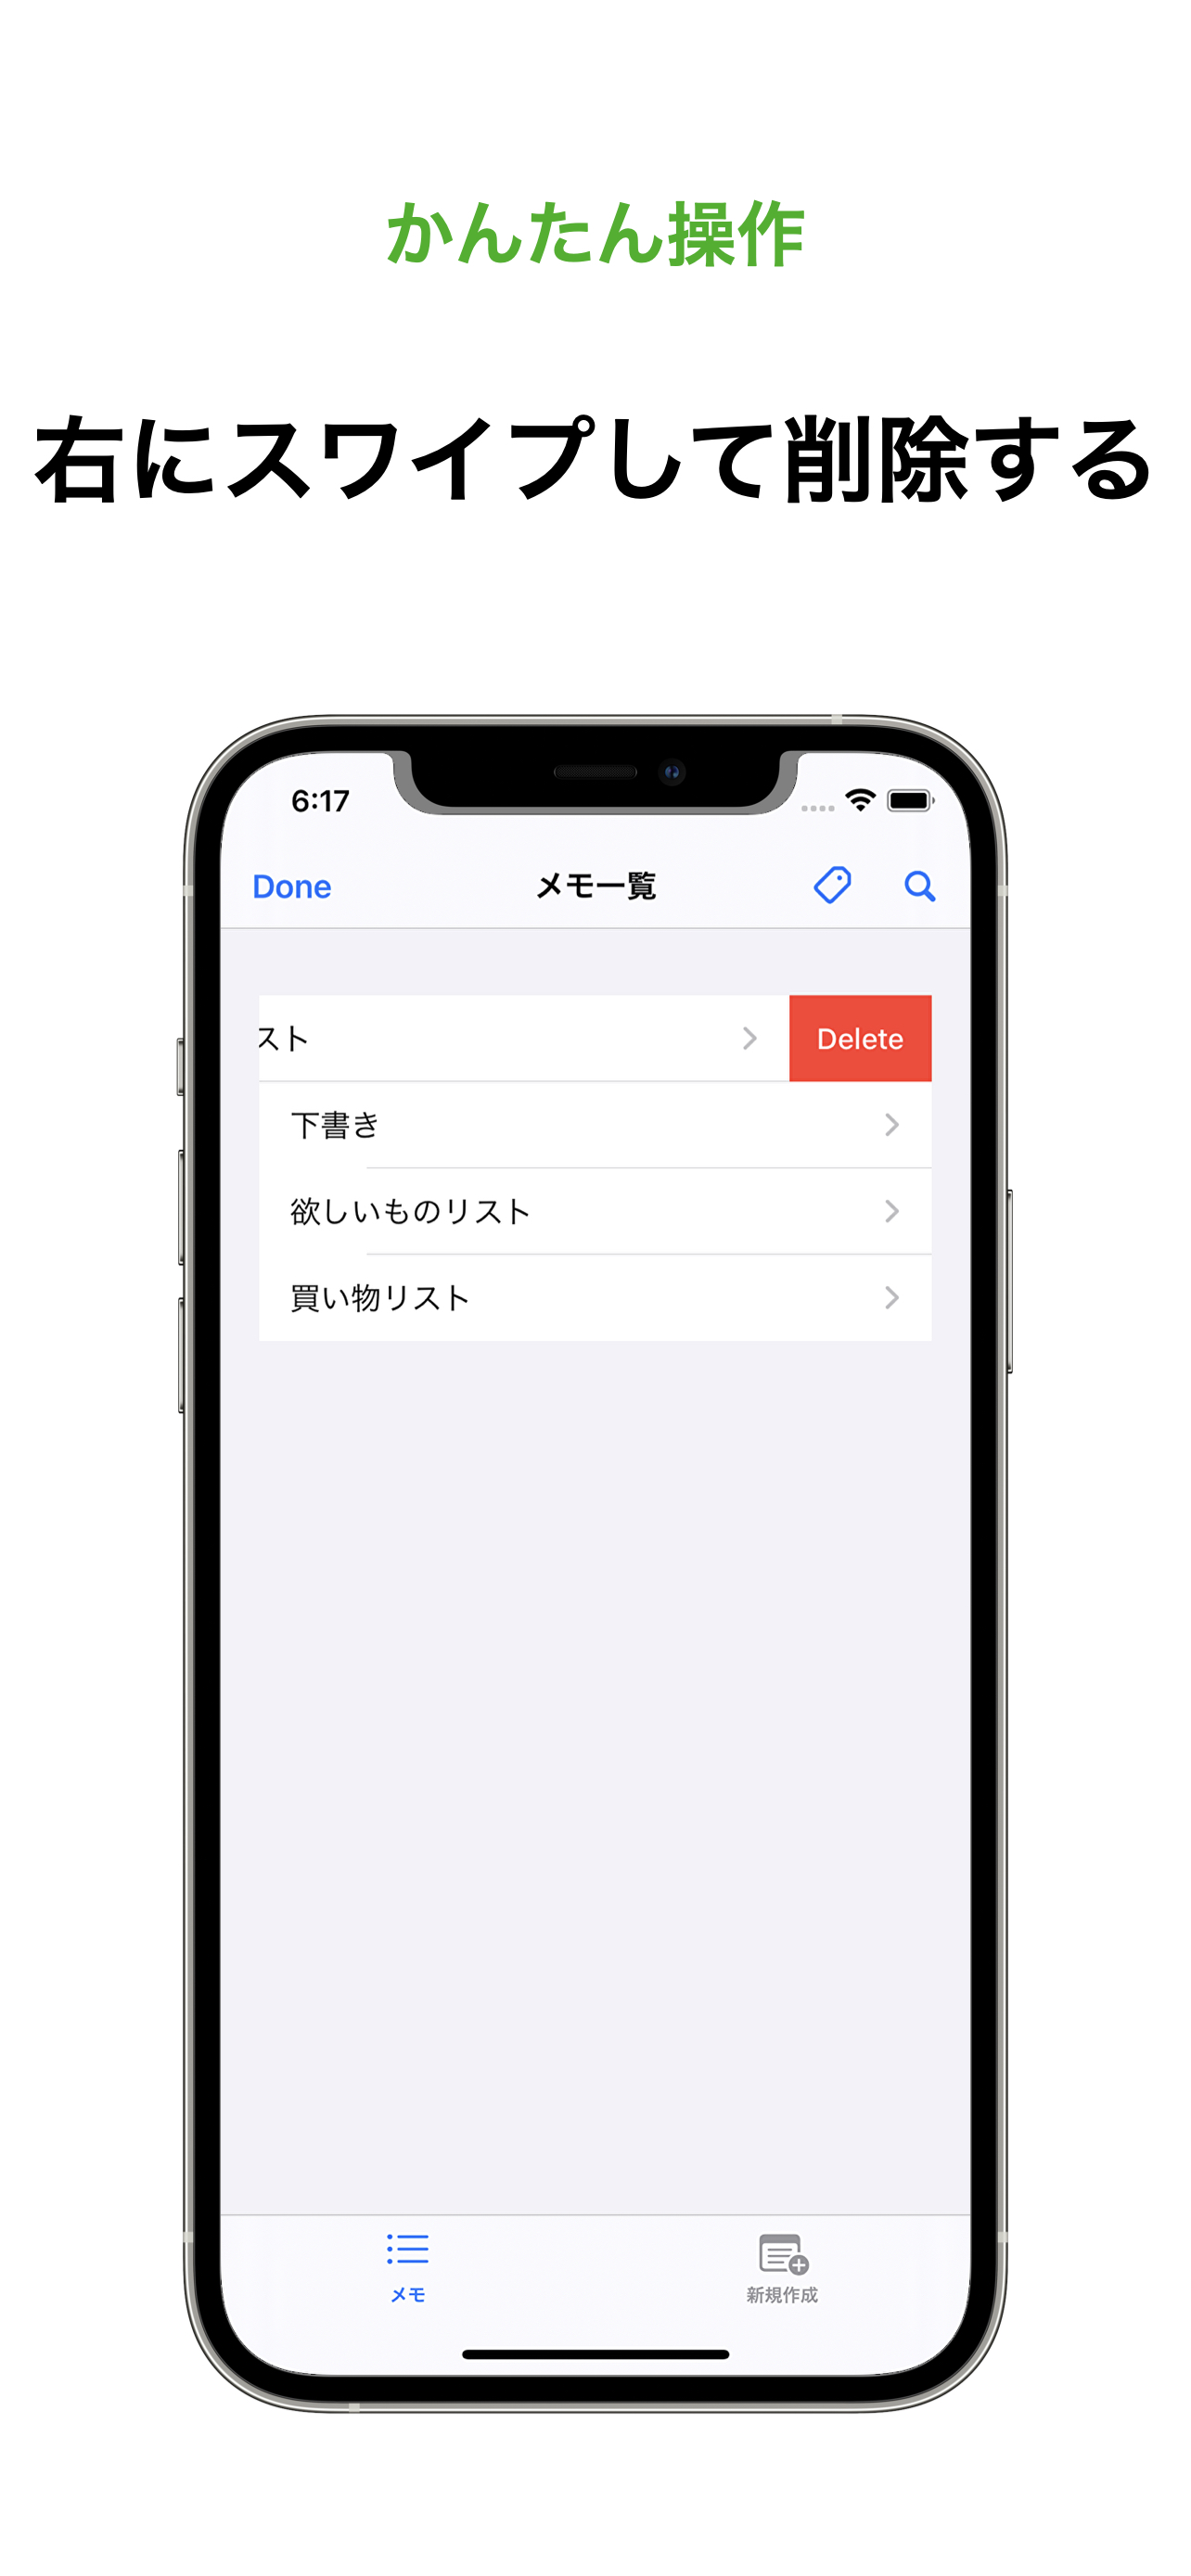 かんたん操作
右にスワイプして削除する
6:17
Done メモ一覧
スト Delete
下書き
欲しいものリスト
買い物リスト
メモ 新規作成